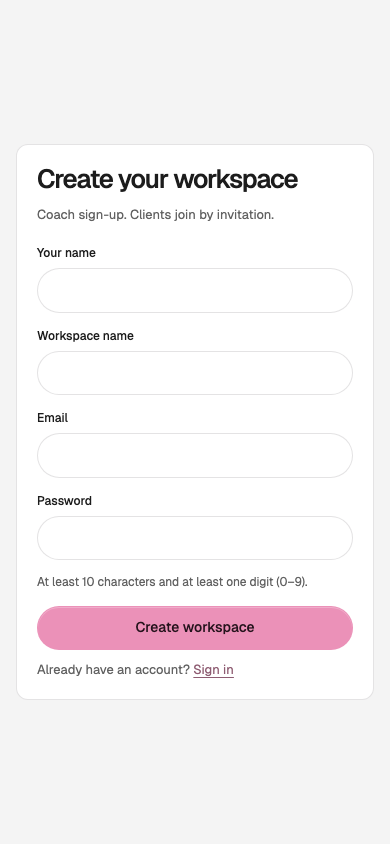 Create your workspace
Coach sign-up. Clients join by invitation.
Your name
Workspace name
Email
Password
At least 10 characters and at least one digit (0–9).
Create workspace
Already have an account? Sign in